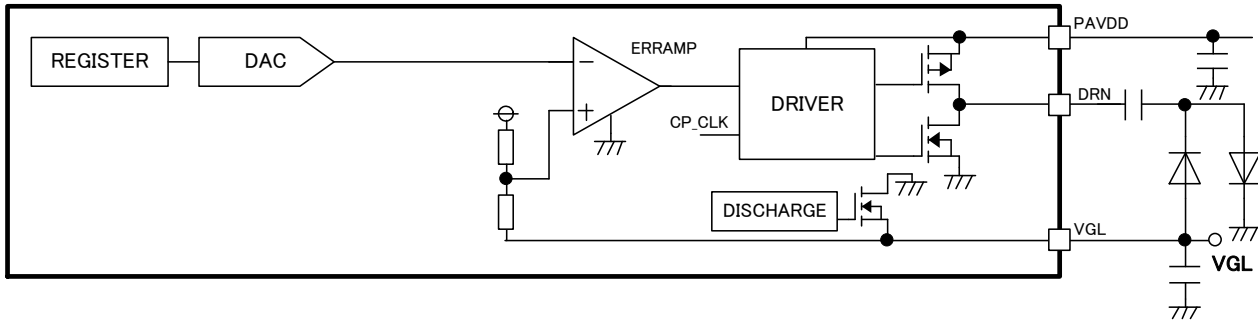 PAVDD
ERRAMP
REGISTER
DAC
−
+
DRIVER
DRN
CP_CLK
DISCHARGE
VGL
VGL